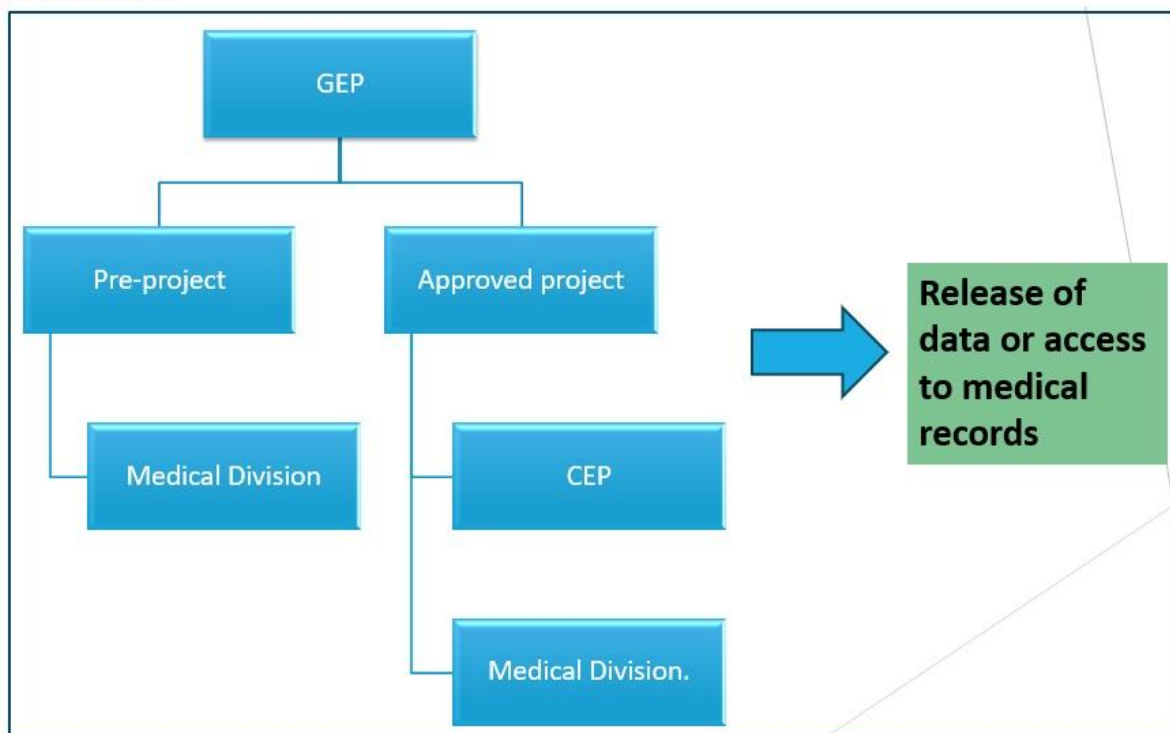 GEP
Pre-project
Approved project
Medical Division
CEP
Medical Division.
Release of
data or access
to medical
records